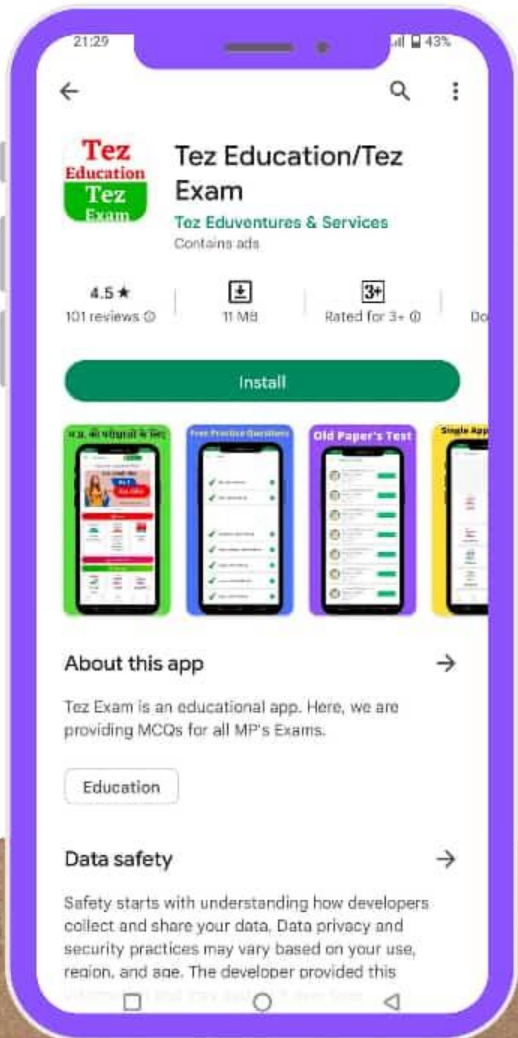 21:29
43%
Tez
Education
Tez
Exam
Tez Education/Tez
Exam
Tez Eduventures & Services
Contains ads
4.5★
101 reviews
11 MB
3+
Rated for 3+
Do
Install
म.प्र. की परीक्षाओं के लिए
Free Practice Questions
Old Paper's Test
Single App
About this app
Tez Exam is an educational app. Here, we are
providing MCQs for all MP's Exams.
Education
Data safety
Safety starts with understanding how developers
collect and share your data. Data privacy and
security practices may vary based on your use,
region, and age. The developer provided this